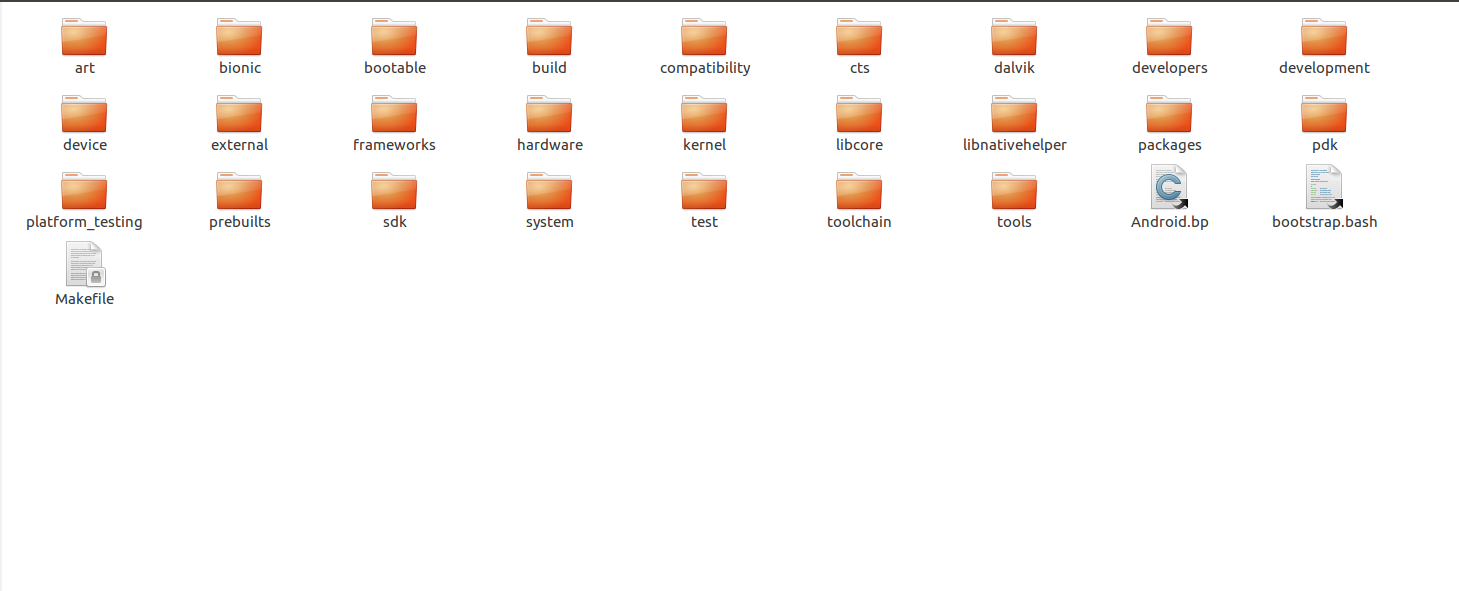 art bionic bootable build compatibility cts dalvik developers development
device external frameworks hardware kernel libcore libnativehelper packages pdk
platform_testing prebuilts sdk system test toolchain tools Android.bp bootstrap.bash
Makefile